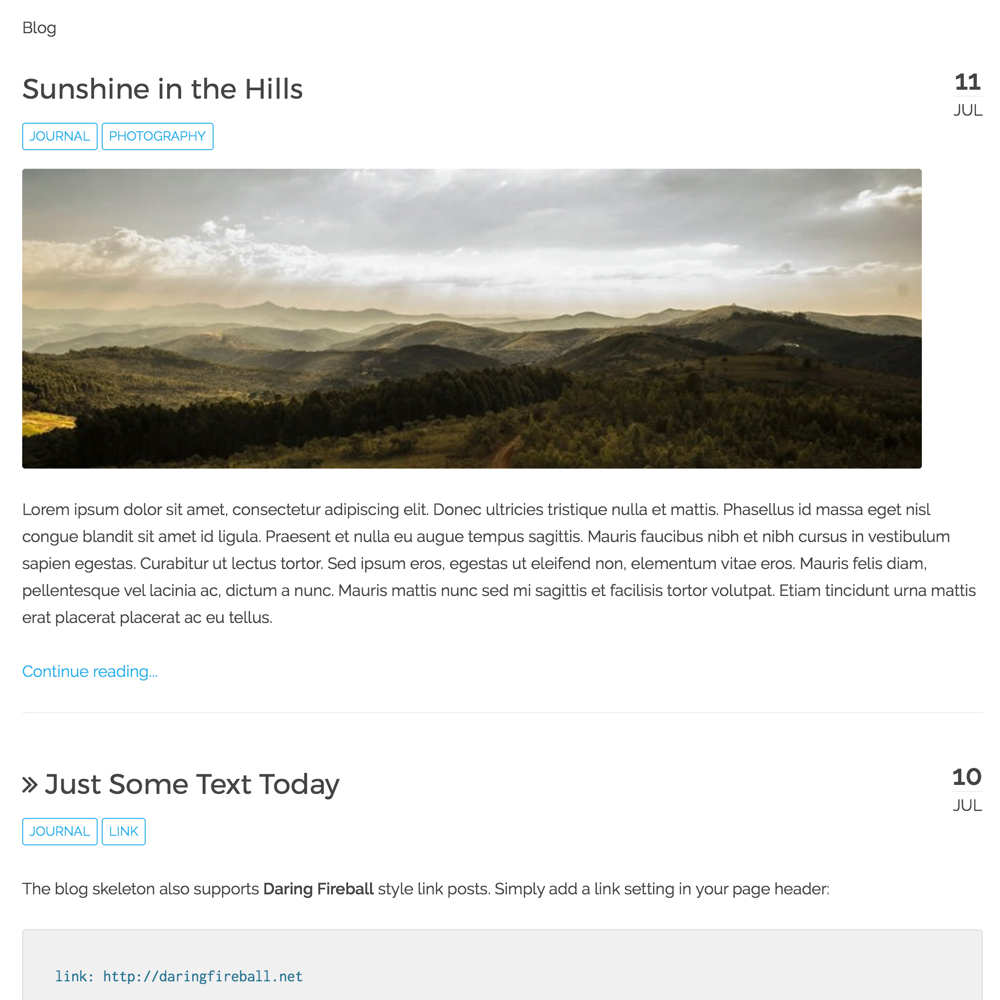 Blog
Sunshine in the Hills
11
JUL
JOURNAL PHOTOGRAPHY
Lorem ipsum dolor sit amet, consectetur adipiscing elit. Donec ultricies tristique nulla et mattis. Phasellus id massa eget nisl
congue blandit sit amet id ligula. Praesent et nulla eu augue tempus sagittis. Mauris faucibus nibh et nibh cursus in vestibulum
sapien egestas. Curabitur ut lectus tortor. Sed ipsum eros, egestas ut eleifend non, elementum vitae eros. Mauris felis diam,
pellentesque vel lacinia ac, dictum a nunc. Mauris mattis nunc sed mi sagittis et facilisis tortor volutpat. Etiam tincidunt urna mattis
erat placerat placerat ac eu tellus.
Continue reading...
» Just Some Text Today
10
JUL
JOURNAL LINK
The blog skeleton also supports Daring Fireball style link posts. Simply add a link setting in your page header:
link: http://daringfireball.net